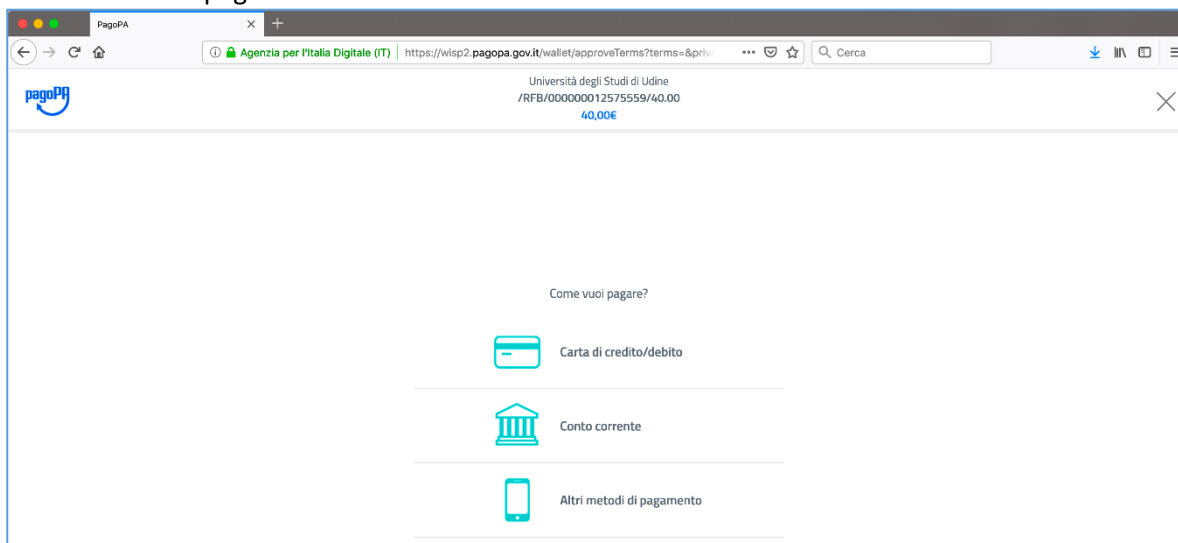 PagoPA
Agenzia per l'Italia Digitale (IT) https://wisp2.pagopa.gov.it/wallet/approveTerms?terms=&priv
Cerca
pagoPA
Università degli Studi di Udine
/RFB/000000012575559/40.00
40,00€
Come vuoi pagare?
Carta di credito/debito
Conto corrente
Altri metodi di pagamento